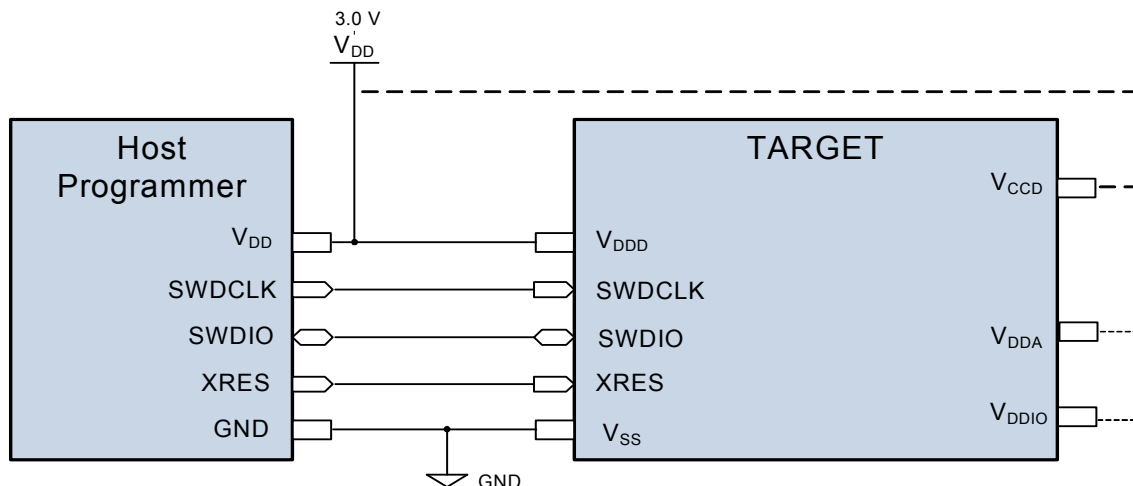 3.0 V
VDD
Host
Programmer
VDD
SWDCLK
SWDIO
XRES
GND
TARGET
VDDD
SWDCLK
SWDIO
XRES
VSS
VCCD
VDDA
VDDIO
GND